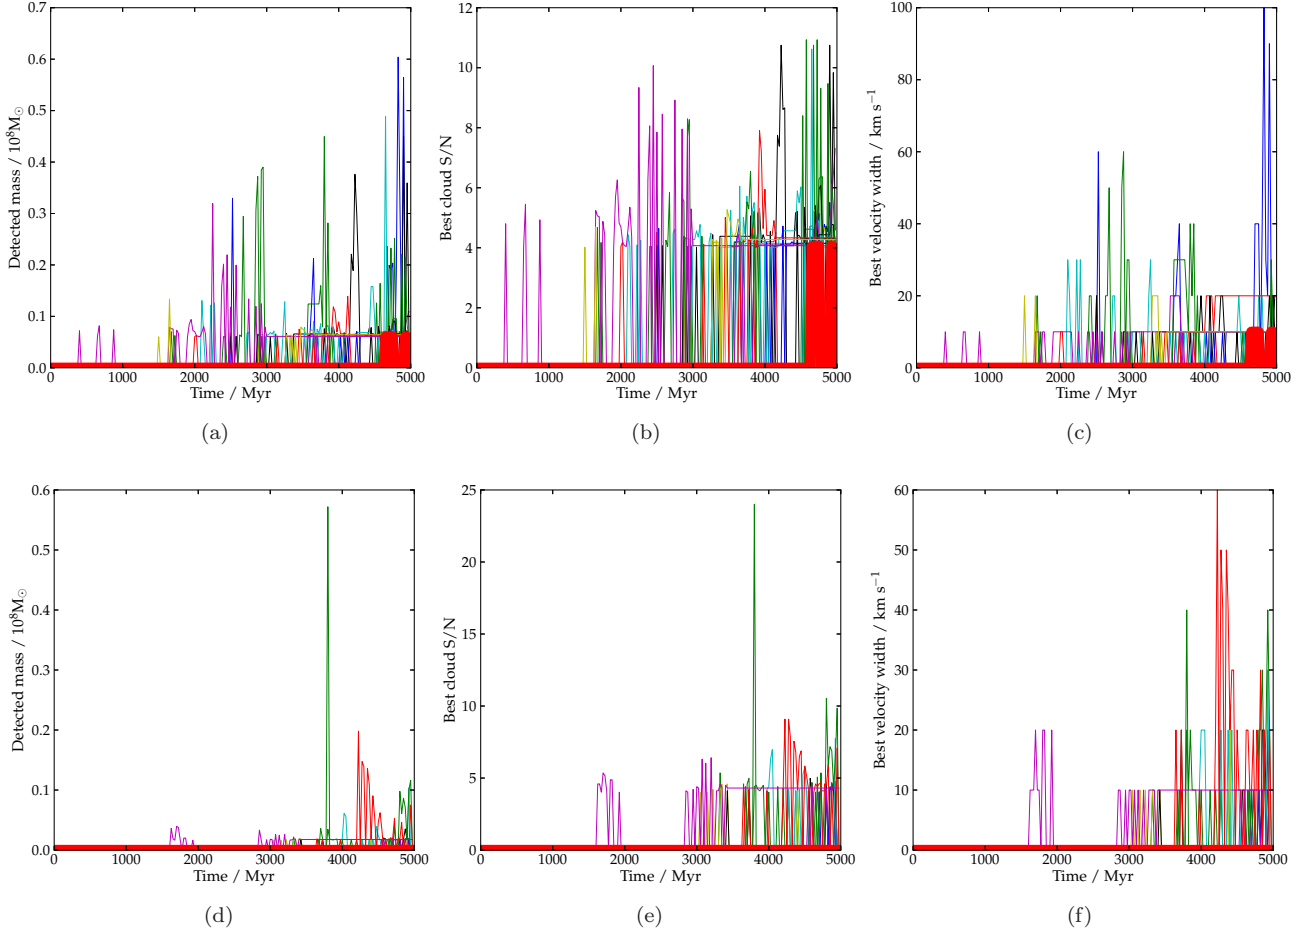 Detected mass / 10⁸M☉
0.7
0.6
0.5
0.4
0.3
0.2
0.1
0.0
0 1000 2000 3000 4000 5000
Time / Myr
(a)
Best cloud S/N
12
10
8
6
4
2
0
0 1000 2000 3000 4000 5000
Time / Myr
(b)
Best velocity width / km s⁻¹
100
80
60
40
20
0
0 1000 2000 3000 4000 5000
Time / Myr
(c)
Detected mass / 10⁸M☉
0.6
0.5
0.4
0.3
0.2
0.1
0.0
0 1000 2000 3000 4000 5000
Time / Myr
(d)
Best cloud S/N
25
20
15
10
5
0
0 1000 2000 3000 4000 5000
Time / Myr
(e)
Best velocity width / km s⁻¹
60
50
40
30
20
10
0
0 1000 2000 3000 4000 5000
Time / Myr
(f)